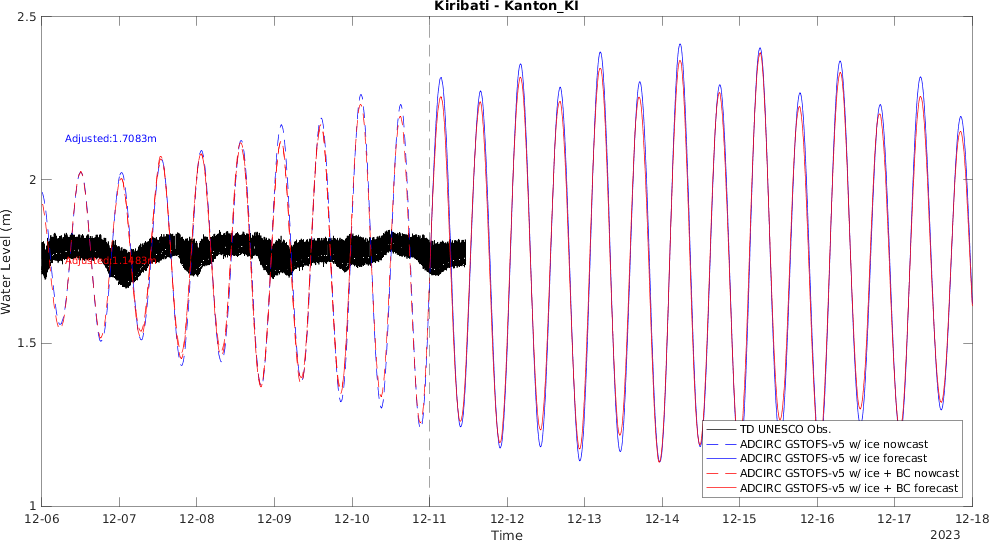 Kiribati - Kanton_KI
2.5
2
1.5
1
Water Level (m)
Adjusted:1.7083m
Adjusted:1.1483m
TD UNESCO Obs.
ADCIRC GSTOFS-v5 w/ ice nowcast
ADCIRC GSTOFS-v5 w/ ice forecast
ADCIRC GSTOFS-v5 w/ ice + BC nowcast
ADCIRC GSTOFS-v5 w/ ice + BC forecast
12-06 12-07 12-08 12-09 12-10 12-11 12-12 12-13 12-14 12-15 12-16 12-17 12-18
Time
2023